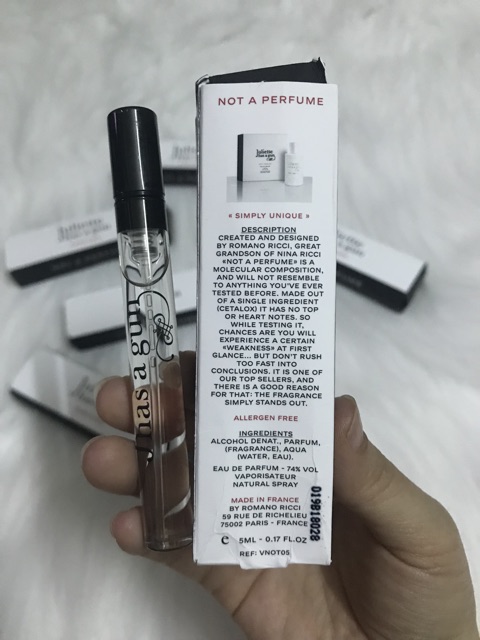 NOT A PERFUME
Juliette
has a gun
« SIMPLY UNIQUE »
DESCRIPTION
CREATED AND DESIGNED
BY ROMANO RICCI, GREAT
GRANDSON OF NINA RICCI
«NOT A PERFUME» IS A
MOLECULAR COMPOSITION,
AND WILL NOT RESEMBLE
TO ANYTHING YOU'VE EVER
TESTED BEFORE. MADE OUT
OF A SINGLE INGREDIENT
(CETALOX) IT HAS NO TOP
OR HEART NOTES. SO
WHILE TESTING IT,
CHANCES ARE YOU WILL
EXPERIENCE A CERTAIN
«WEAKNESS» AT FIRST
GLANCE... BUT DON'T RUSH
TOO FAST INTO
CONCLUSIONS. IT IS ONE OF
OUR TOP SELLERS, AND
THERE IS A GOOD REASON
FOR THAT: THE FRAGRANCE
SIMPLY STANDS OUT.
ALLERGEN FREE
INGREDIENTS
ALCOHOL DENAT., PARFUM,
(FRAGRANCE), AQUA
(WATER, EAU).
EAU DE PARFUM - 74% VOL
VAPORISATEUR
NATURAL SPRAY
MADE IN FRANCE
BY ROMANO RICCI
59 RUE DE RICHELIEU
75002 PARIS - FRANCE
e 5ML - 0.17 FL.OZ
REF: VNOT05
019B18028
has a gun
Juliette